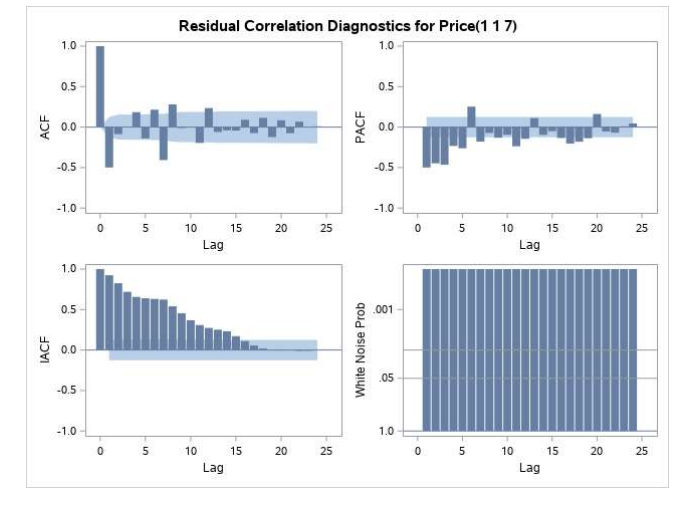 Residual Correlation Diagnostics for Price(1 1 7)
1.0
0.5
0.0
-0.5
-1.0
ACF
0 5 10 15 20 25
Lag
1.0
0.5
0.0
-0.5
-1.0
PACF
0 5 10 15 20 25
Lag
1.0
0.5
0.0
-0.5
-1.0
IACF
0 5 10 15 20 25
Lag
.001
.05
1.0
White Noise Prob
0 5 10 15 20 25
Lag